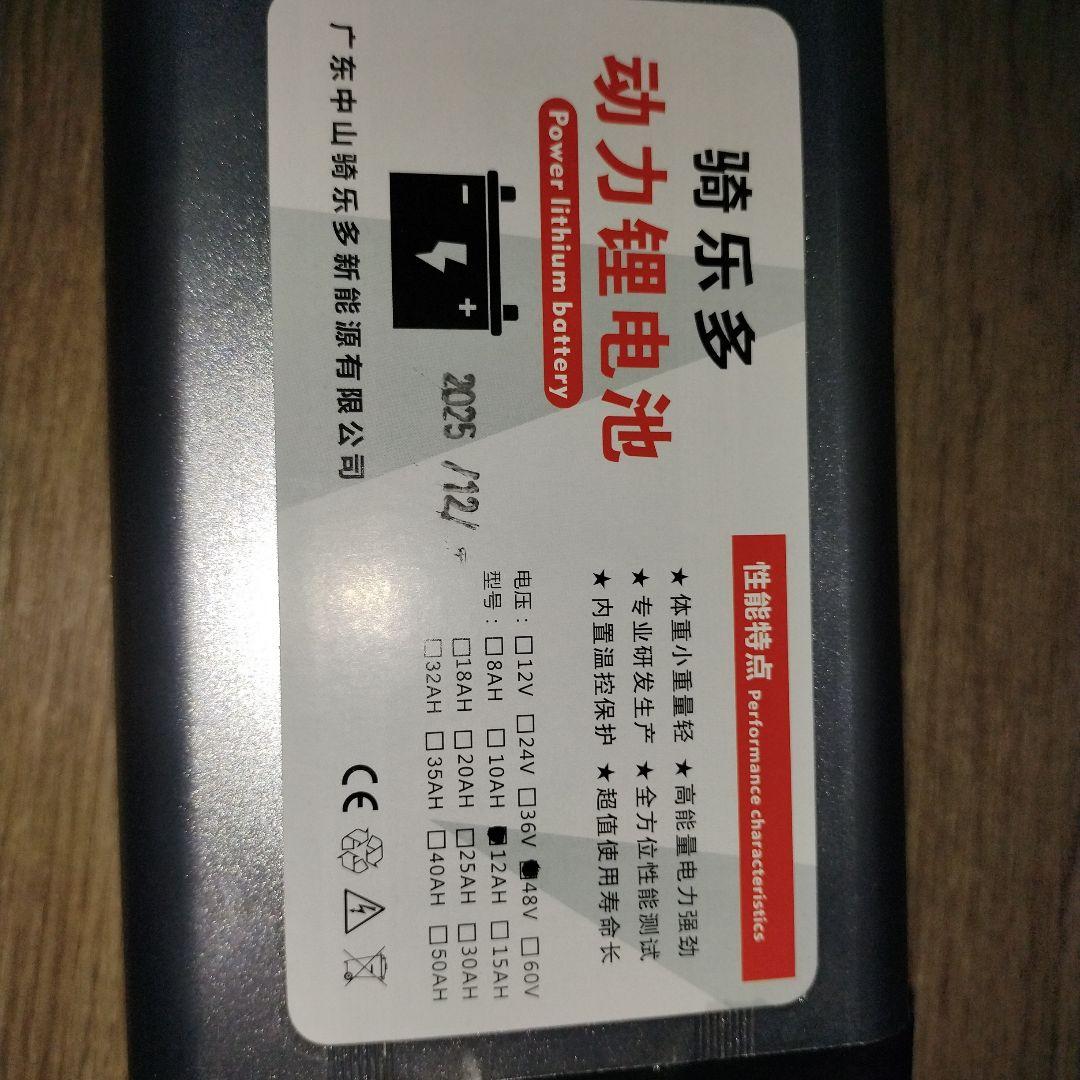 骑乐多
动力锂电池
Power lithium battery
2025/12/
广东中山骑乐多新能源有限公司
性能特点 Performance characteristics
★体重小重量轻 ★高能量电力强劲
★专业研发生产 ★全方位性能测试
★内置温控保护 ★超值使用寿命长
电压：□12V □24V □36V ■48V □60V
型号：□8AH □10AH ■12AH □15AH
□18AH □20AH □25AH □30AH
□32AH □35AH □40AH □50AH
CE